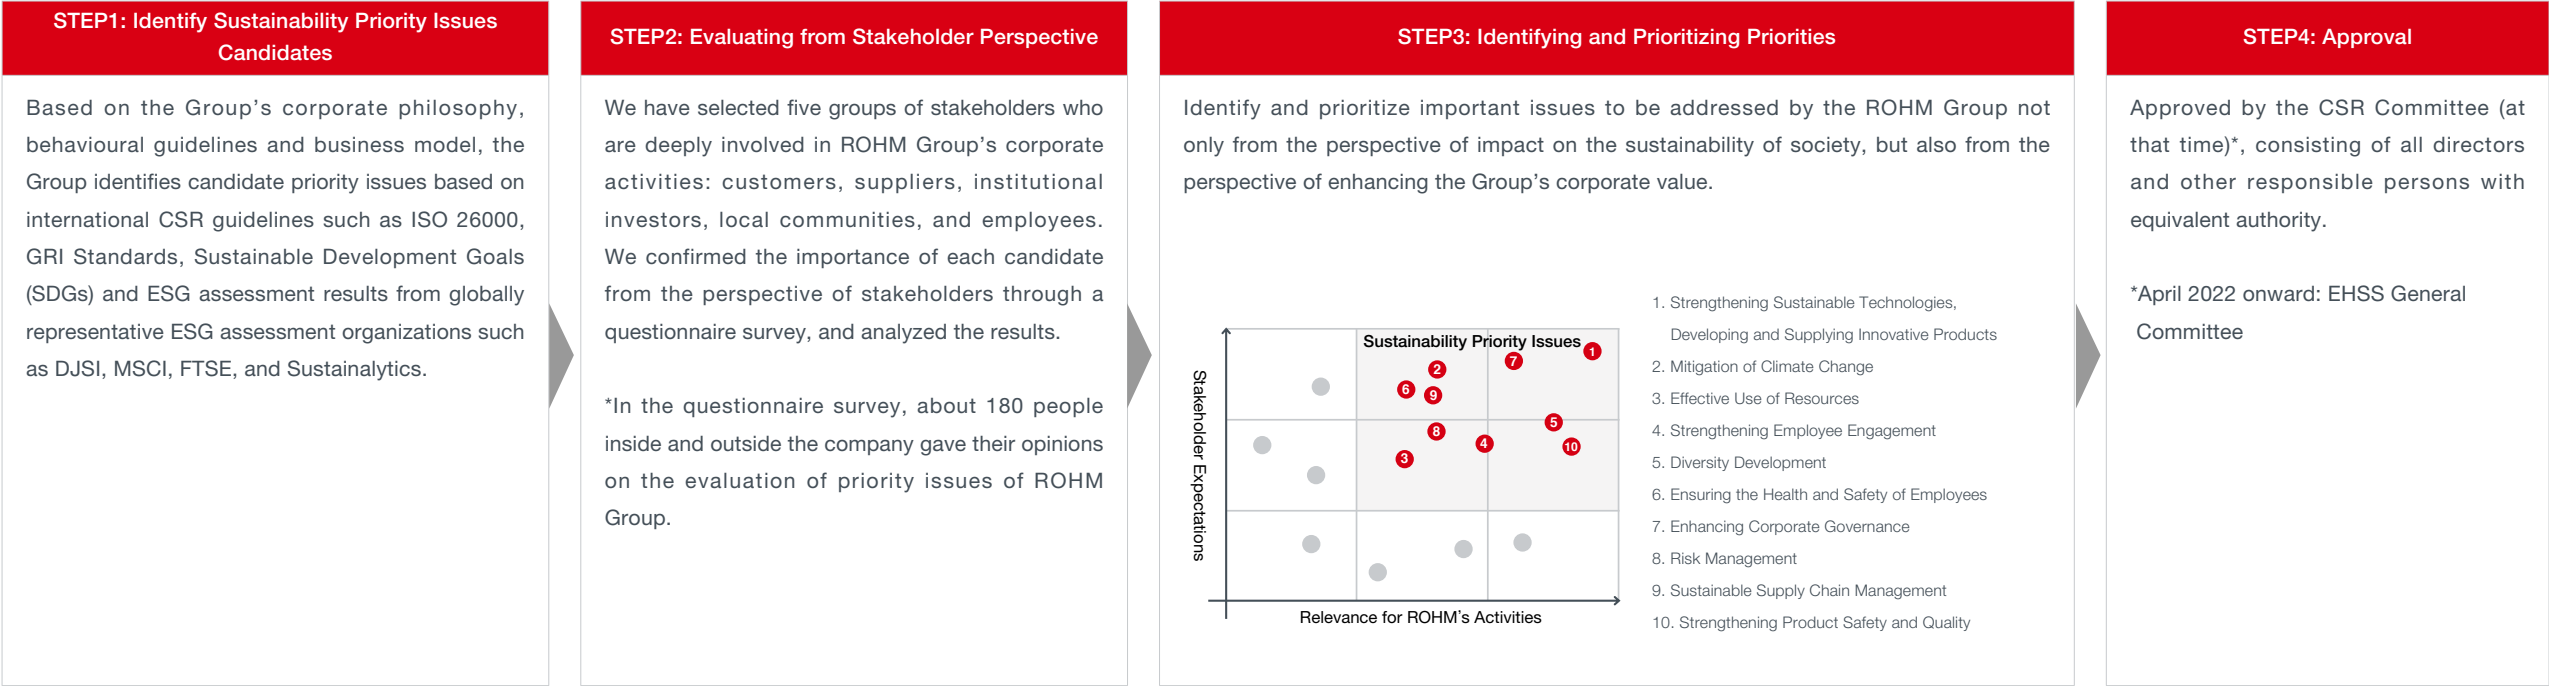 STEP1: Identify Sustainability Priority Issues
Candidates
Based on the Group's corporate philosophy,
behavioural guidelines and business model, the
Group identifies candidate priority issues based on
international CSR guidelines such as ISO 26000,
GRI Standards, Sustainable Development Goals
(SDGs) and ESG assessment results from globally
representative ESG assessment organizations such
as DJSI, MSCI, FTSE, and Sustainalytics.
STEP2: Evaluating from Stakeholder Perspective
We have selected five groups of stakeholders who
are deeply involved in ROHM Group's corporate
activities: customers, suppliers, institutional
investors, local communities, and employees.
We confirmed the importance of each candidate
from the perspective of stakeholders through a
questionnaire survey, and analyzed the results.
*In the questionnaire survey, about 180 people
inside and outside the company gave their opinions
on the evaluation of priority issues of ROHM
Group.
STEP3: Identifying and Prioritizing Priorities
Identify and prioritize important issues to be addressed by the ROHM Group not
only from the perspective of impact on the sustainability of society, but also from the
perspective of enhancing the Group's corporate value.
Stakeholder Expectations
Sustainability Priority Issues
1
7
2
6
9
5
8
4
10
3
Relevance for ROHM's Activities
1. Strengthening Sustainable Technologies,
Developing and Supplying Innovative Products
2. Mitigation of Climate Change
3. Effective Use of Resources
4. Strengthening Employee Engagement
5. Diversity Development
6. Ensuring the Health and Safety of Employees
7. Enhancing Corporate Governance
8. Risk Management
9. Sustainable Supply Chain Management
10. Strengthening Product Safety and Quality
STEP4: Approval
Approved by the CSR Committee (at
that time)*, consisting of all directors
and other responsible persons with
equivalent authority.
*April 2022 onward: EHSS General
Committee